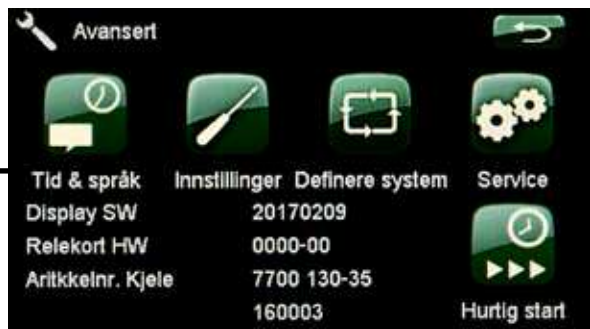 Avansert
Tid & språk Innstillinger Definere system Service
Display SW 20170209
Relekort HW 0000-00
Aritkkelnr. Kjele 7700 130-35
160003
Hurtig start